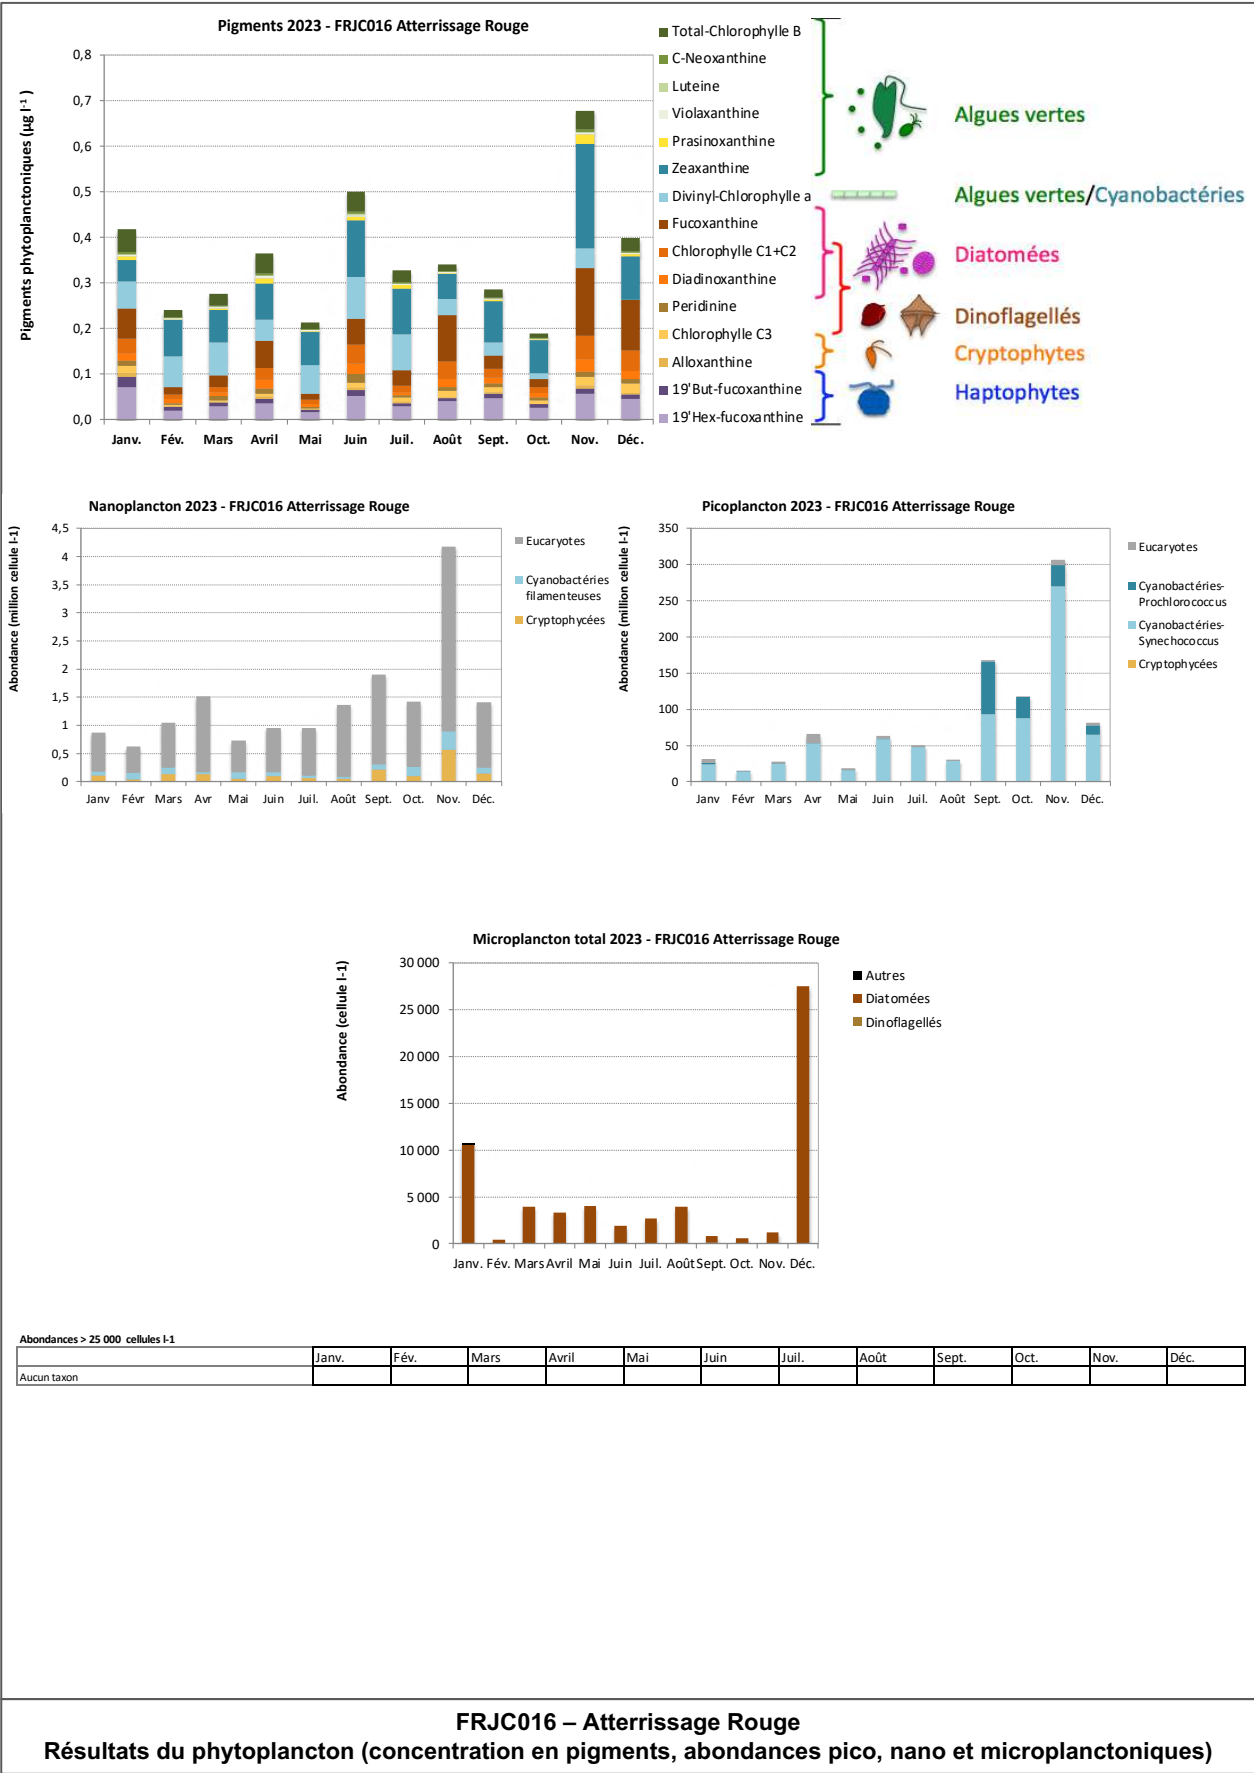 Pigments 2023 - FRJC016 Atterrissage Rouge
Pigments phytoplanctoniques (µg l-1 )
0,8
0,7
0,6
0,5
0,4
0,3
0,2
0,1
0,0
Janv. Fév. Mars Avril Mai Juin Juil. Août Sept. Oct. Nov. Déc.
Total-Chlorophylle B
C-Neoxanthine
Luteine
Violaxanthine
Prasinoxanthine
Zeaxanthine
Divinyl-Chlorophylle a
Fucoxanthine
Chlorophylle C1+C2
Diadinoxanthine
Peridinine
Chlorophylle C3
Alloxanthine
19'But-fucoxanthine
19'Hex-fucoxanthine
Algues vertes
Algues vertes/Cyanobactéries
Diatomées
Dinoflagellés
Cryptophytes
Haptophytes
Nanoplancton 2023 - FRJC016 Atterrissage Rouge
Abondance (million cellule l-1)
4,5
4
3,5
3
2,5
2
1,5
1
0,5
0
Janv Févr Mars Avr Mai Juin Juil. Août Sept. Oct. Nov. Déc.
Eucaryotes
Cyanobactéries
filamenteuses
Cryptophycées
Picoplancton 2023 - FRJC016 Atterrissage Rouge
Abondance (million cellule l-1)
350
300
250
200
150
100
50
0
Janv Févr Mars Avr Mai Juin Juil. Août Sept. Oct. Nov. Déc.
Eucaryotes
Cyanobactéries-
Prochlorococcus
Cyanobactéries-
Synechococcus
Cryptophycées
Microplancton total 2023 - FRJC016 Atterrissage Rouge
Abondance (cellule l-1)
30 000
25 000
20 000
15 000
10 000
5 000
0
Janv. Fév. Mars Avril Mai Juin Juil. Août Sept. Oct. Nov. Déc.
Autres
Diatomées
Dinoflagellés
Abondances > 25 000 cellules l-1
Janv. Fév. Mars Avril Mai Juin Juil. Août Sept. Oct. Nov. Déc.
Aucun taxon
FRJC016 – Atterrissage Rouge
Résultats du phytoplancton (concentration en pigments, abondances pico, nano et microplanctoniques)